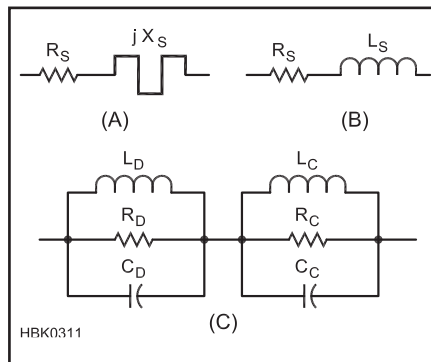 j X_S
R_S
R_S
L_S
(A)
(B)
L_D
L_C
R_D
R_C
C_D
C_C
(C)
HBK0311